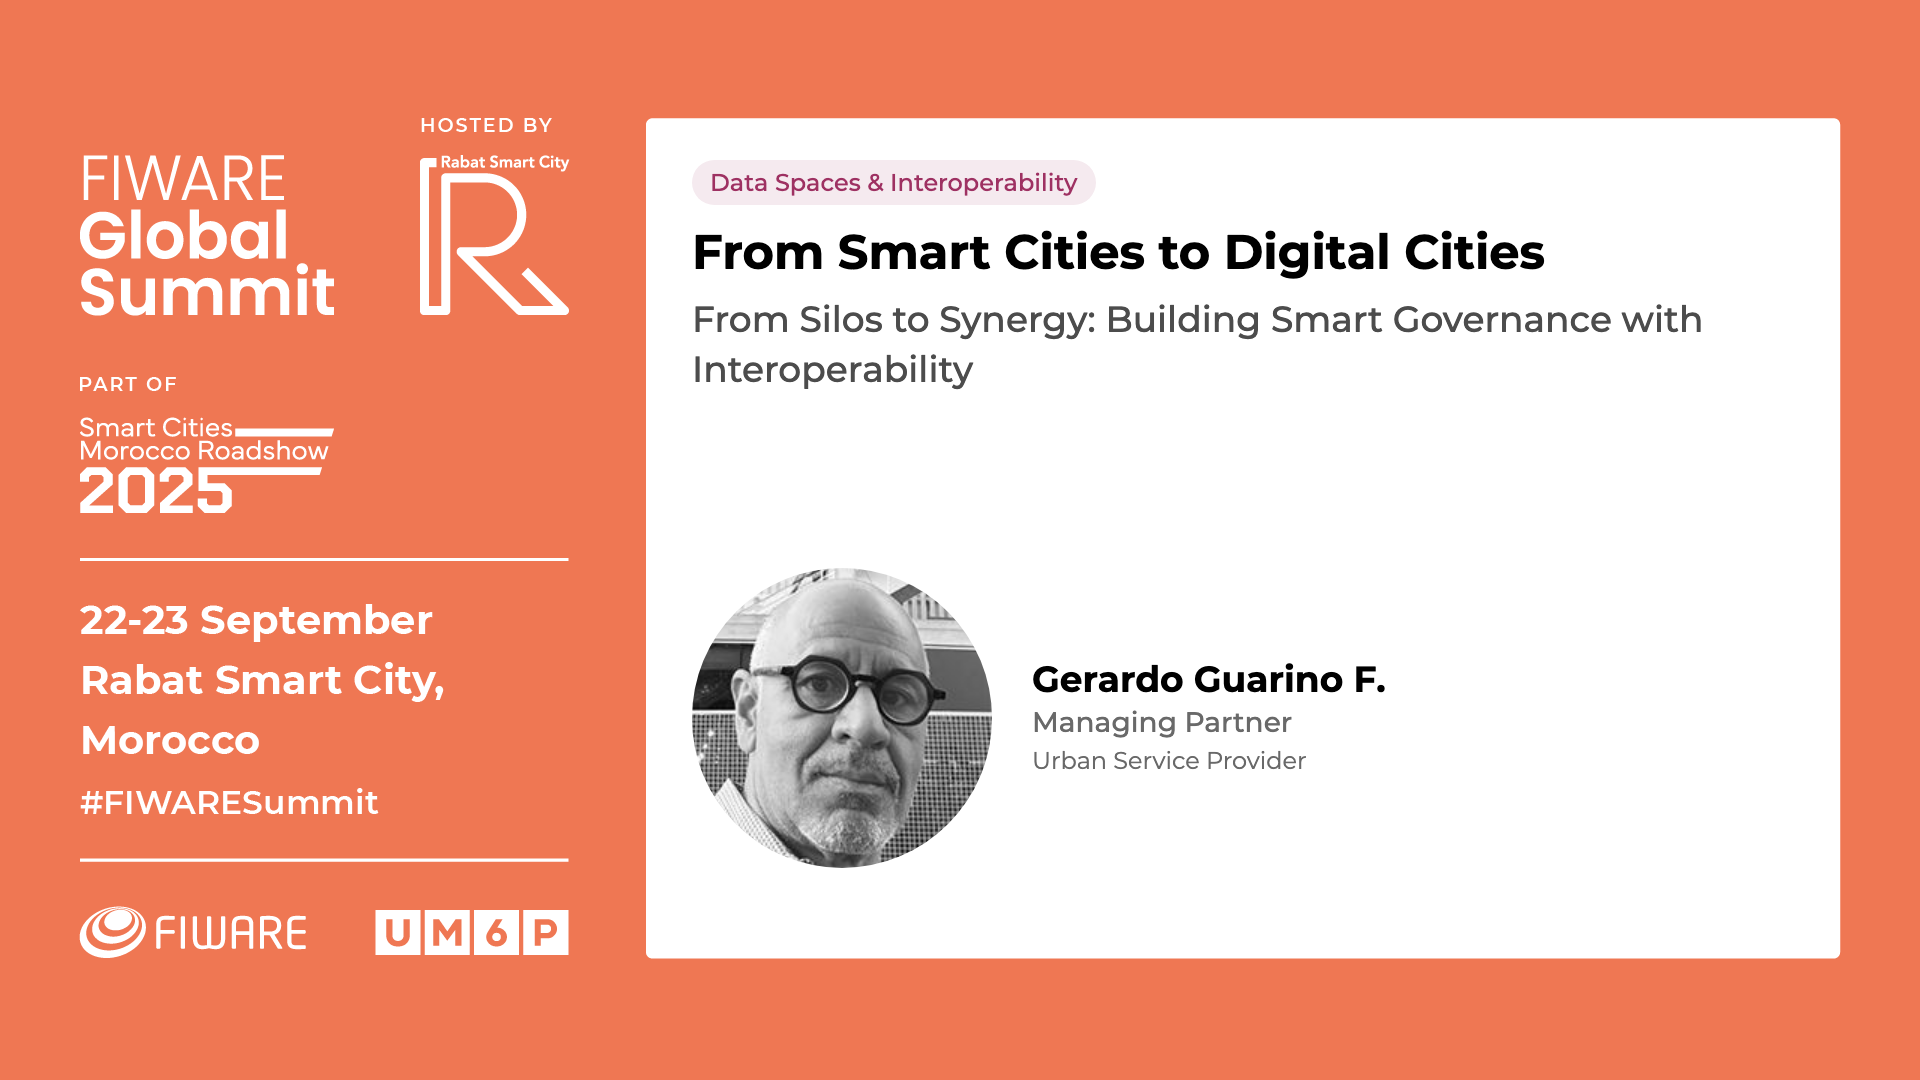 FIWARE
Global
Summit
HOSTED BY
Rabat Smart City
R
PART OF
Smart Cities
Morocco Roadshow
2025
22-23 September
Rabat Smart City,
Morocco
#FIWARESummit
FIWARE
UM6P
Data Spaces & Interoperability
From Smart Cities to Digital Cities
From Silos to Synergy: Building Smart Governance with
Interoperability
Gerardo Guarino F.
Managing Partner
Urban Service Provider